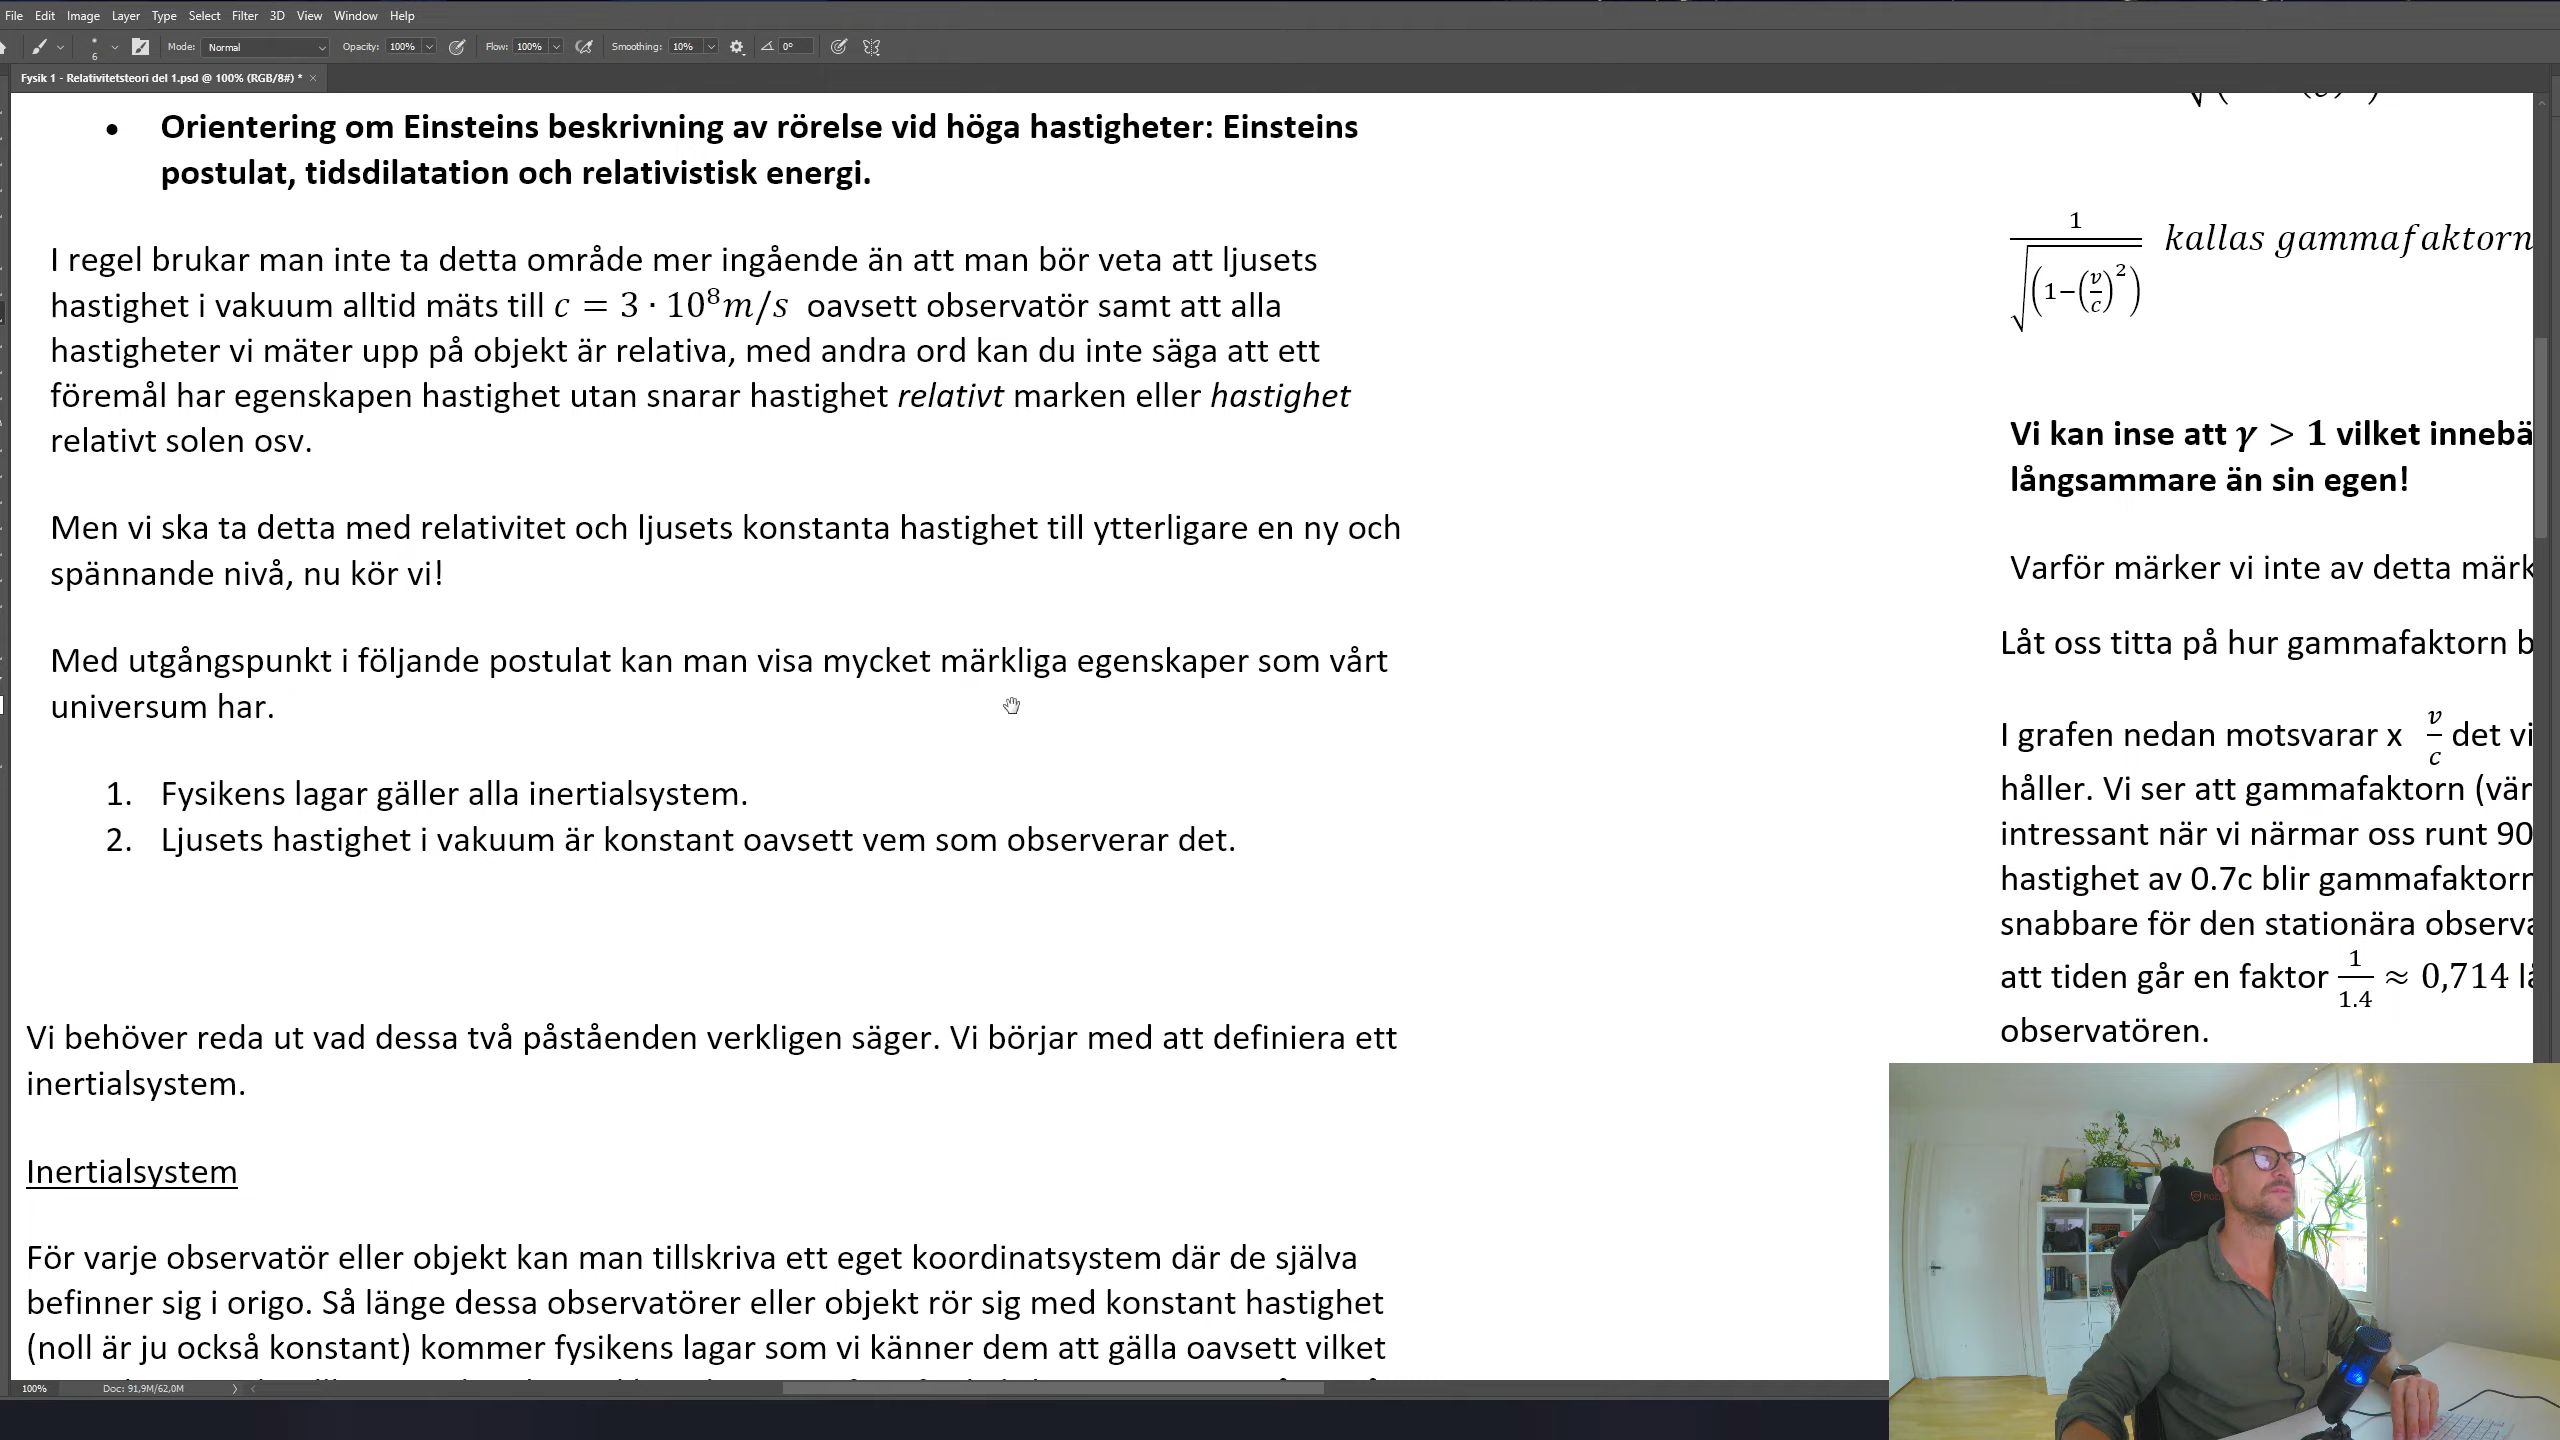 File Edit Image Layer Type Select Filter 3D View Window Help
6 Mode: Normal Opacity: 100% Flow: 100% Smoothing: 10% 0°
Fysik 1 - Relativitetsteori del 1.psd @ 100% (RGB/8#) *
• Orientering om Einsteins beskrivning av rörelse vid höga hastigheter: Einsteins
postulat, tidsdilatation och relativistisk energi.
I regel brukar man inte ta detta område mer ingående än att man bör veta att ljusets
hastighet i vakuum alltid mäts till c = 3 · 10⁸m/s oavsett observatör samt att alla
hastigheter vi mäter upp på objekt är relativa, med andra ord kan du inte säga att ett
föremål har egenskapen hastighet utan snarar hastighet relativt marken eller hastighet
relativt solen osv.
Men vi ska ta detta med relativitet och ljusets konstanta hastighet till ytterligare en ny och
spännande nivå, nu kör vi!
Med utgångspunkt i följande postulat kan man visa mycket märkliga egenskaper som vårt
universum har.
1. Fysikens lagar gäller alla inertialsystem.
2. Ljusets hastighet i vakuum är konstant oavsett vem som observerar det.
Vi behöver reda ut vad dessa två påståenden verkligen säger. Vi börjar med att definiera ett
inertialsystem.
Inertialsystem
För varje observatör eller objekt kan man tillskriva ett eget koordinatsystem där de själva
befinner sig i origo. Så länge dessa observatörer eller objekt rör sig med konstant hastighet
(noll är ju också konstant) kommer fysikens lagar som vi känner dem att gälla oavsett vilket
1/√((1−(v/c)²)) kallas gammafaktorn
Vi kan inse att γ > 1 vilket innebä
långsammare än sin egen!
Varför märker vi inte av detta märk
Låt oss titta på hur gammafaktorn b
I grafen nedan motsvarar x v/c det vi
håller. Vi ser att gammafaktorn (vär
intressant när vi närmar oss runt 90
hastighet av 0.7c blir gammafaktorn
snabbare för den stationära observa
att tiden går en faktor 1/1.4 ≈ 0,714 lå
observatören.
100% Doc: 91,9M/62,0M